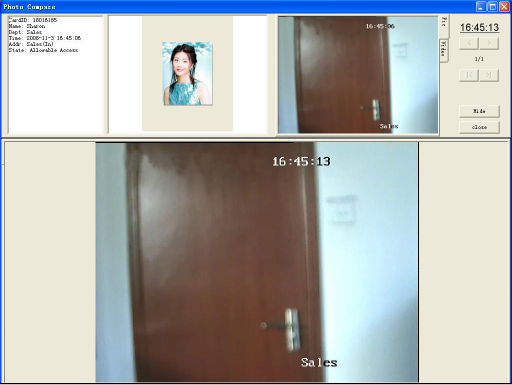 Photo Compare
CardID: 18016185
Name: Sharon
Dept: Sales
Time: 2008-11-3 16:45:06
Addr: Sales(In)
State: Allowable Access
16:45:06
Sales
Pic
Video
16:45:13
1/1
Hide
close
16:45:13
Sales